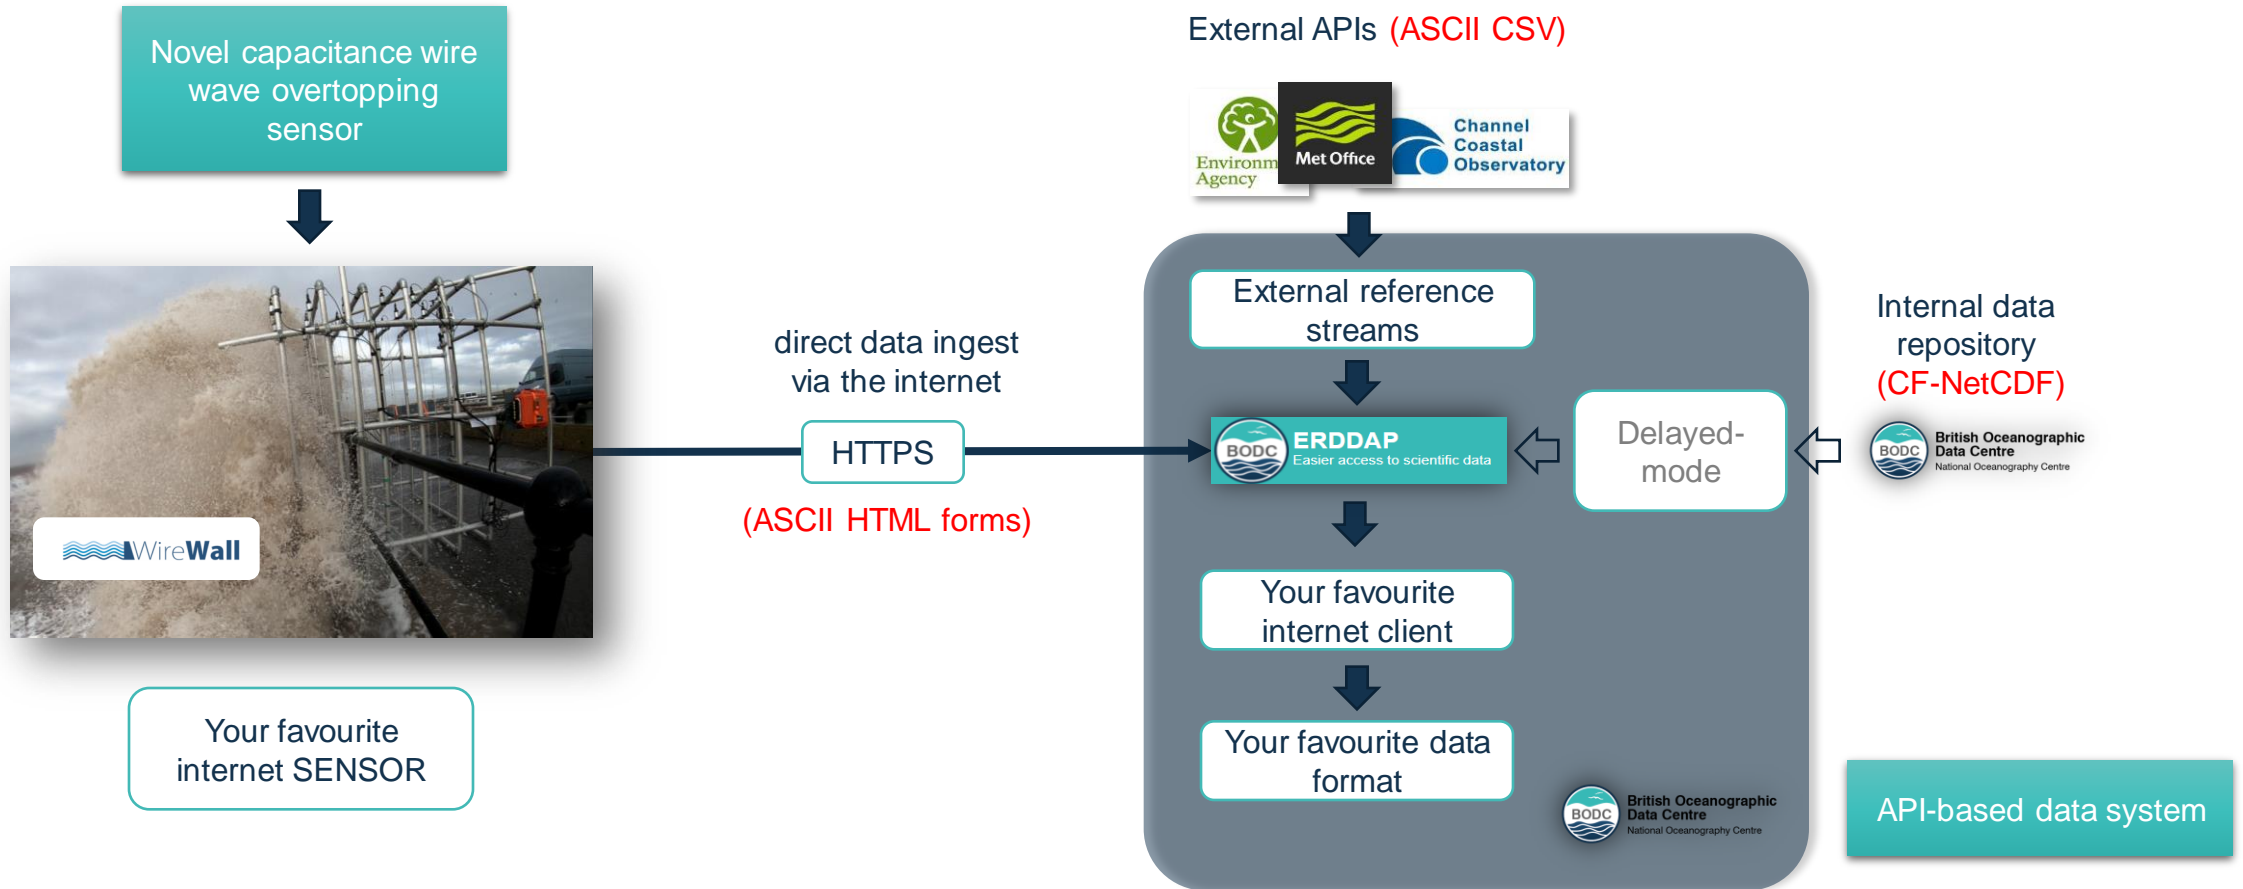 Novel capacitance wire
wave overtopping
sensor
WireWall
Your favourite
internet SENSOR
direct data ingest
via the internet
HTTPS
(ASCII HTML forms)
External APIs (ASCII CSV)
Environm
Agency
Met Office
Channel
Coastal
Observatory
External reference
streams
BODC
ERDDAP
Easier access to scientific data
Delayed-
mode
Internal data
repository
(CF-NetCDF)
BODC
British Oceanographic
Data Centre
National Oceanography Centre
Your favourite
internet client
Your favourite data
format
BODC
British Oceanographic
Data Centre
National Oceanography Centre
API-based data system